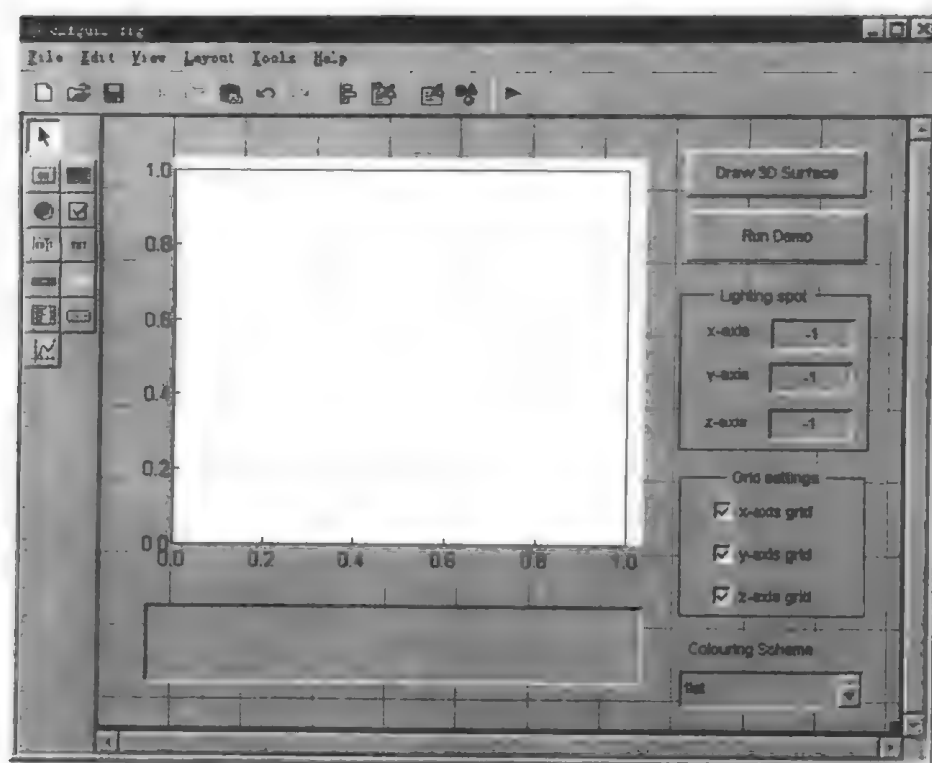 File Edit View Layout Tools Help
Draw 3D Surface
Run Demo
Lighting spot
x-axis -1
y-axis -1
z-axis -1
Grid settings
x-axis grid
y-axis grid
z-axis grid
Colouring Scheme
flat
1.0
0.8
0.6
0.4
0.2
0.0
0.0 0.2 0.4 0.6 0.8 1.0